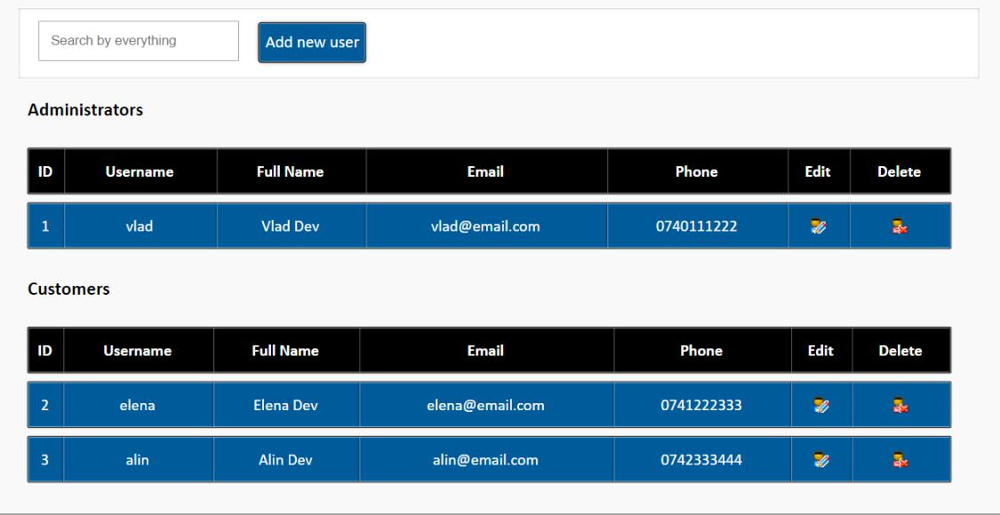 Search by everything Add new user
Administrators
ID Username Full Name Email Phone Edit Delete
1 vlad Vlad Dev vlad@email.com 0740111222
Customers
ID Username Full Name Email Phone Edit Delete
2 elena Elena Dev elena@email.com 0741222333
3 alin Alin Dev alin@email.com 0742333444